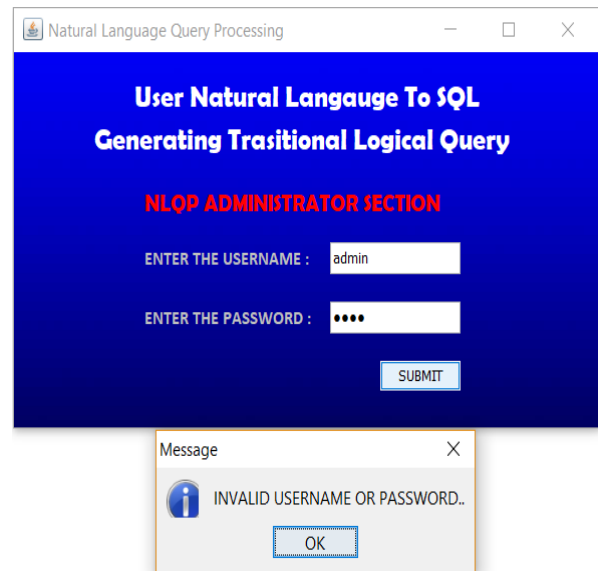 Natural Language Query Processing
User Natural Langauge To SQL
Generating Trasitional Logical Query
NLQP ADMINISTRATOR SECTION
ENTER THE USERNAME : admin
ENTER THE PASSWORD : ●●●●
SUBMIT
Message
INVALID USERNAME OR PASSWORD..
OK